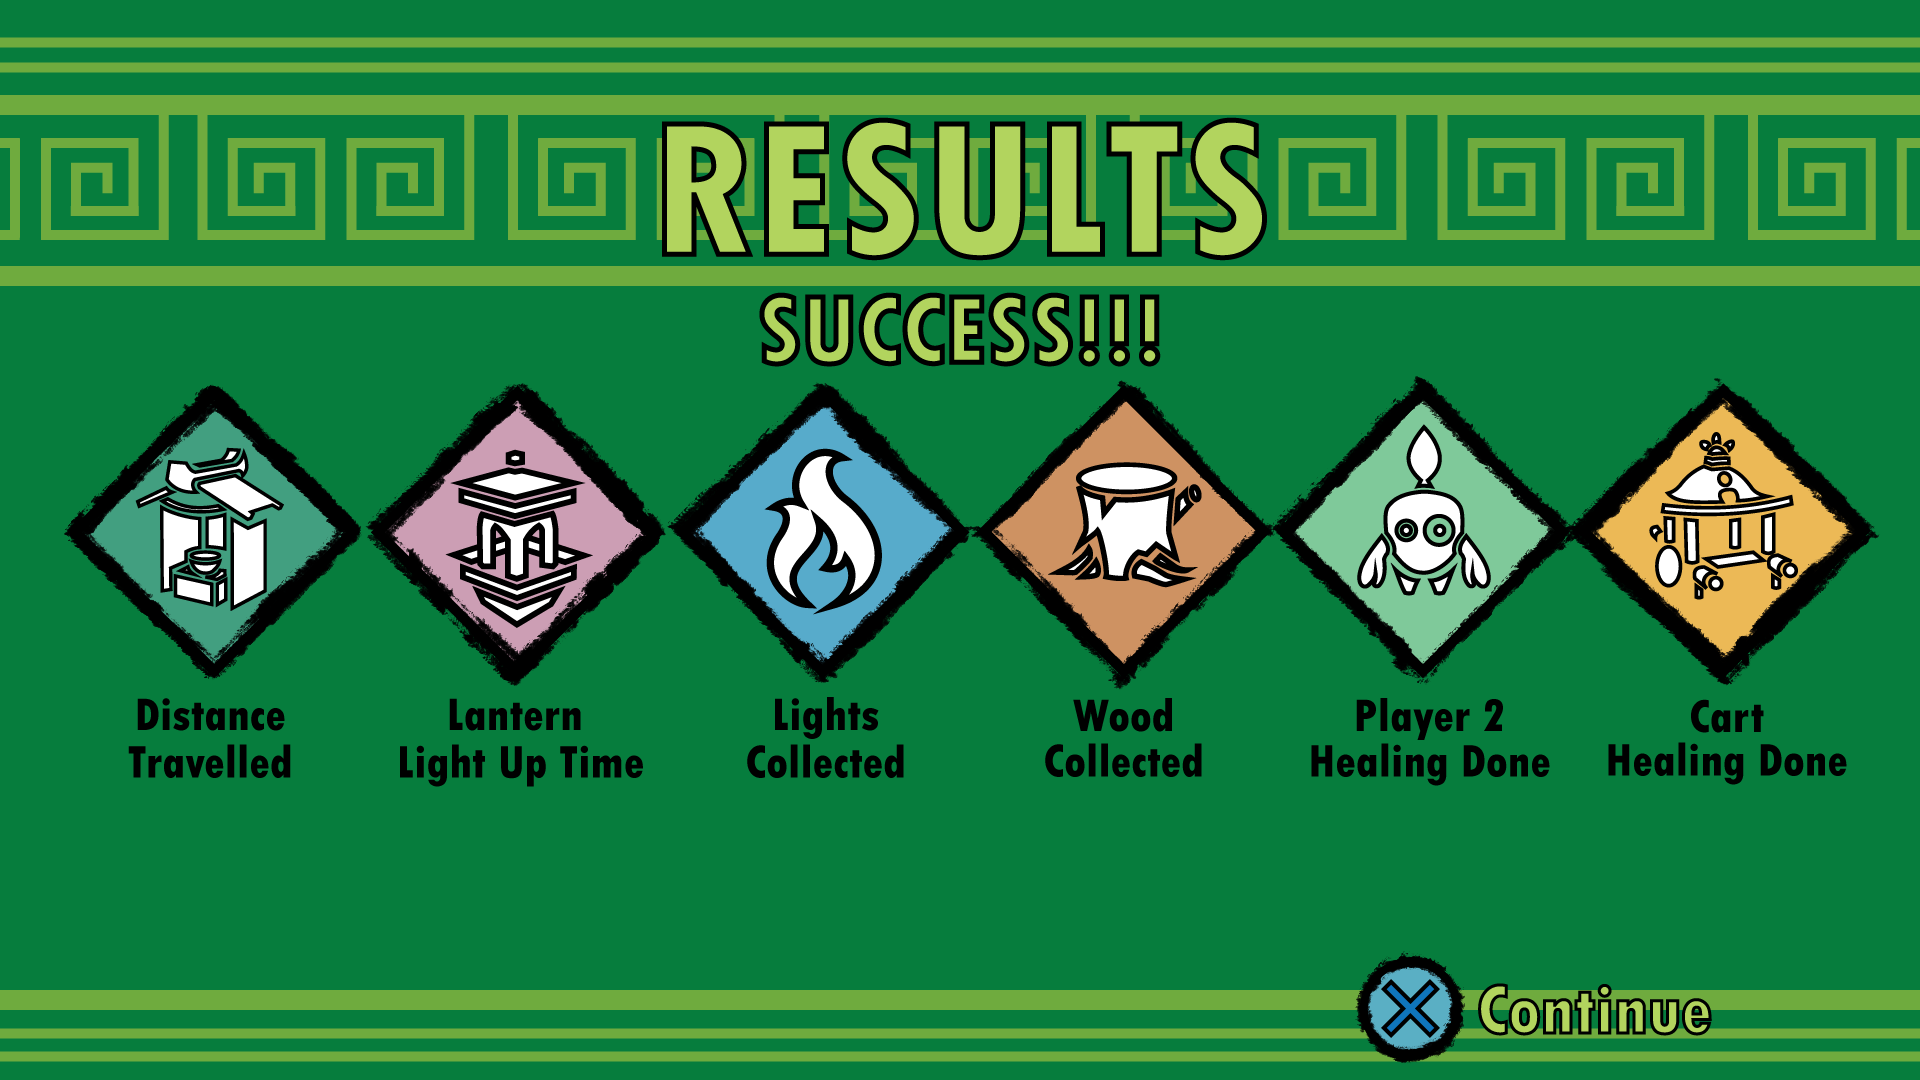 RESULTS
SUCCESS!!!
Distance
Travelled
Lantern
Light Up Time
Lights
Collected
Wood
Collected
Player 2
Healing Done
Cart
Healing Done
Continue